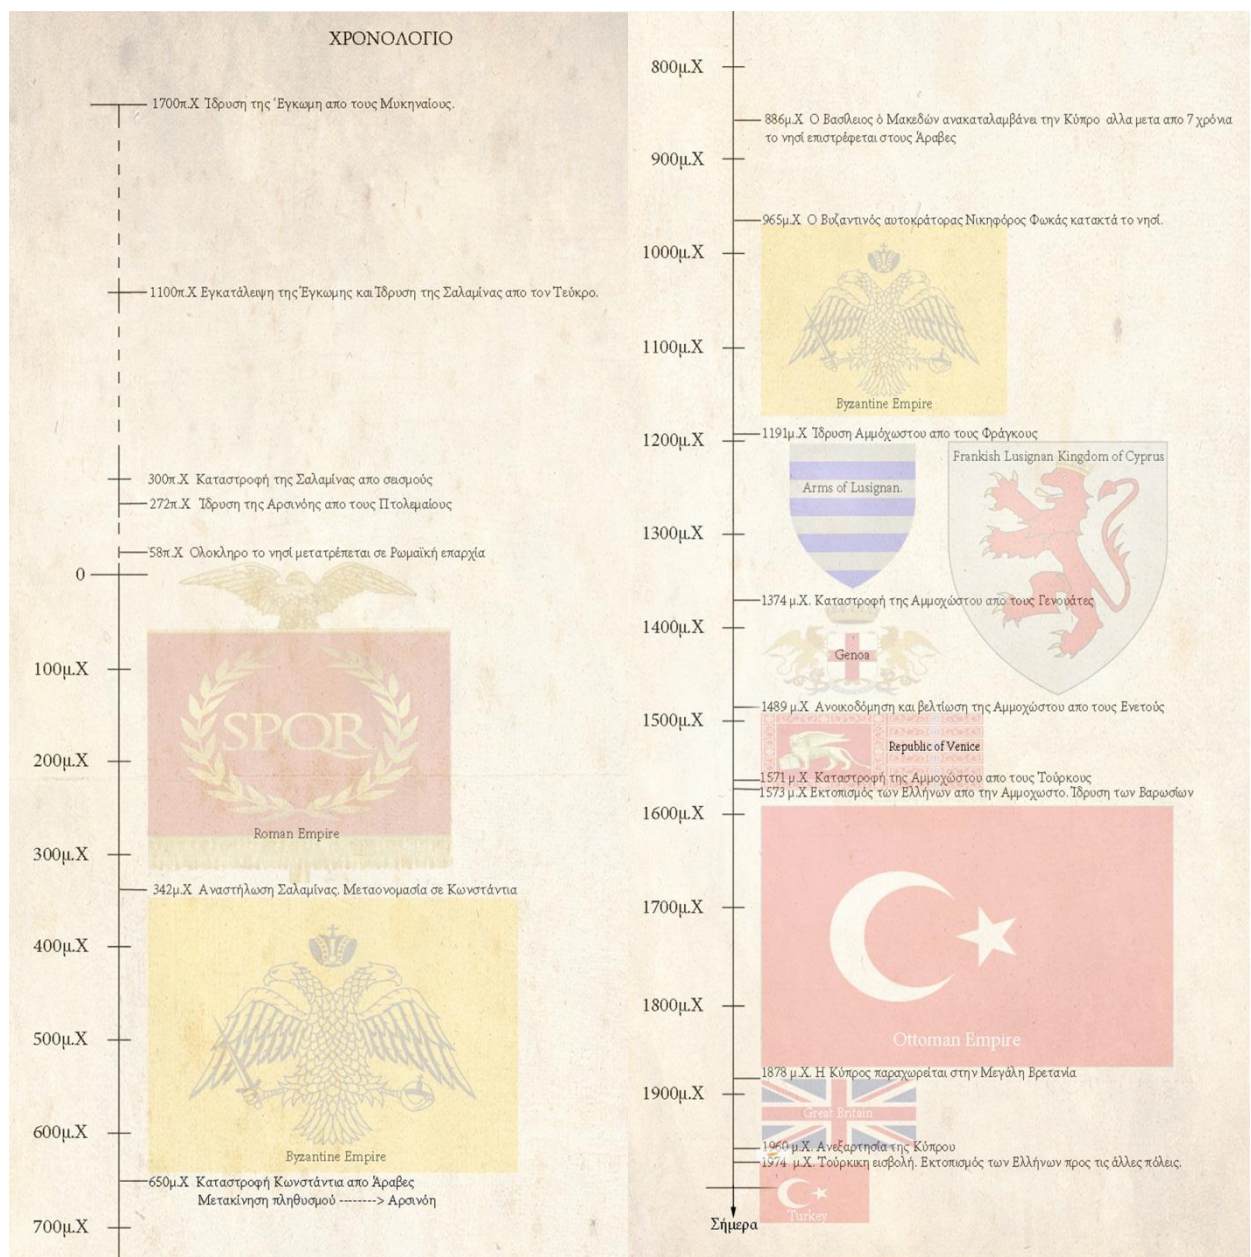 ΧΡΟΝΟΛΟΓΙΟ
1700π.Χ Ίδρυση της Έγκωμη απο τους Μυκηναίους.
1100π.Χ Εγκατάλειψη της Έγκωμης και Ίδρυση της Σαλαμίνας απο τον Τεύκρο.
300π.Χ Καταστροφή της Σαλαμίνας απο σεισμούς
272π.Χ Ίδρυση της Αρσινόης απο τους Πτολεμαίους
58π.Χ Ολοκληρο το νησί μετατρέπεται σε Ρωμαϊκή επαρχία
0
100μ.Χ
SPQR
200μ.Χ
Roman Empire
300μ.Χ
342μ.Χ Αναστήλωση Σαλαμίνας. Μεταονομασία σε Κωνστάντια
400μ.Χ
500μ.Χ
600μ.Χ
Byzantine Empire
650μ.Χ Καταστροφή Κωνστάντια απο Άραβες
Μετακίνηση πληθυσμού --------> Αρσινόη
700μ.Χ
800μ.Χ
886μ.Χ Ο Βασίλειος ὁ Μακεδών ανακαταλαμβάνει την Κύπρο αλλα μετα απο 7 χρόνια
το νησί επιστρέφεται στους Άραβες
900μ.Χ
965μ.Χ Ο Βυζαντινός αυτοκράτορας Νικηφόρος Φωκάς κατακτά το νησί.
1000μ.Χ
1100μ.Χ
Byzantine Empire
1191μ.Χ Ίδρυση Αμμόχωστου απο τους Φράγκους
1200μ.Χ
Frankish Lusignan Kingdom of Cyprus
Arms of Lusignan.
1300μ.Χ
1374 μ.Χ. Καταστροφή της Αμμοχώστου απο τους Γενουάτες
1400μ.Χ
Genoa
1489 μ.Χ Ανοικοδόμηση και βελτίωση της Αμμοχώστου απο τους Ενετούς
1500μ.Χ
Republic of Venice
1571 μ.Χ Καταστροφή της Αμμοχώστου απο τους Τούρκους
1573 μ.Χ Εκτοπισμός των Ελλήνων απο την Αμμοχωστο. Ίδρυση των Βαρωσίων
1600μ.Χ
1700μ.Χ
1800μ.Χ
Ottoman Empire
1878 μ.Χ. Η Κύπρος παραχωρείται στην Μεγάλη Βρετανία
1900μ.Χ
Great Britain
1960 μ.Χ. Ανεξαρτησία της Κύπρου
1974 μ.Χ. Τούρκικη εισβολή. Εκτοπισμός των Ελλήνων προς τις άλλες πόλεις.
Turkey
Σήμερα